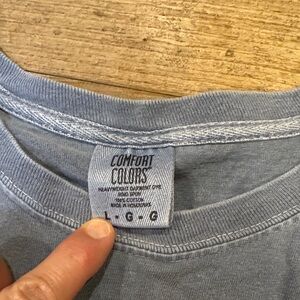 COMFORT
COLORS
HEAVYWEIGHT GARMENT DYE
RING SPUN
100% COTTON
MADE IN HONDURAS
L - G - G